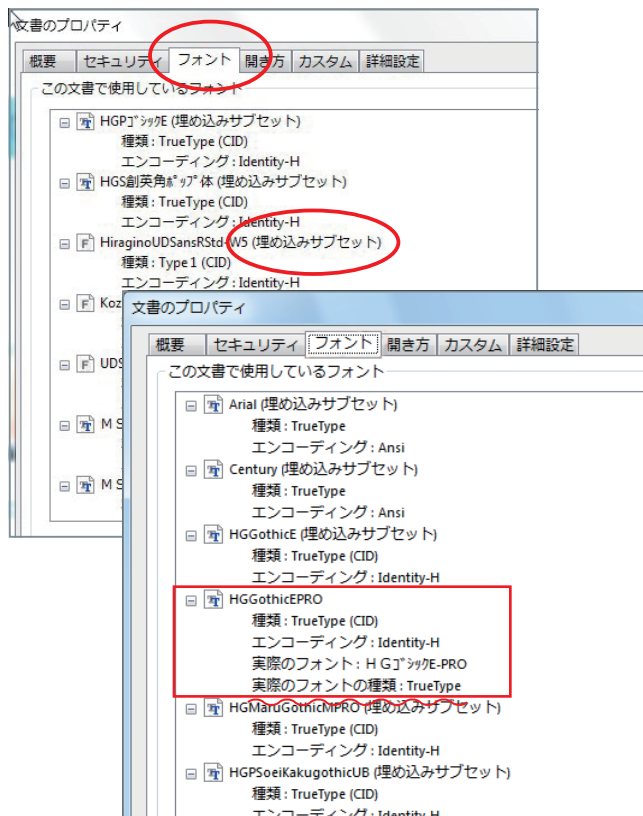 文書のプロパティ
概要
セキュリティ
フォント
開き方
カスタム
詳細設定
この文書で使用しているフォント
HGPｺﾞｼｯｸE (埋め込みサブセット)
種類 : TrueType (CID)
エンコーディング : Identity-H
HGS創英角ﾎﾟｯﾌﾟ体 (埋め込みサブセット)
種類 : TrueType (CID)
エンコーディング : Identity-H
HiraginoUDSansRStd-W5 (埋め込みサブセット)
種類 : Type 1 (CID)
エンコーディング : Identity-H
Koz
UDS
M S
M S
文書のプロパティ
概要
セキュリティ
フォント
開き方
カスタム
詳細設定
この文書で使用しているフォント
Arial (埋め込みサブセット)
種類 : TrueType
エンコーディング : Ansi
Century (埋め込みサブセット)
種類 : TrueType
エンコーディング : Ansi
HGGothicE (埋め込みサブセット)
種類 : TrueType (CID)
エンコーディング : Identity-H
HGGothicEPRO
種類 : TrueType (CID)
エンコーディング : Identity-H
実際のフォント : ＨＧｺﾞｼｯｸE-PRO
実際のフォントの種類 : TrueType
HGMaruGothicMPRO (埋め込みサブセット)
種類 : TrueType (CID)
エンコーディング : Identity-H
HGPSoeiKakugothicUB (埋め込みサブセット)
種類 : TrueType (CID)
エンコーディング : Identity-H